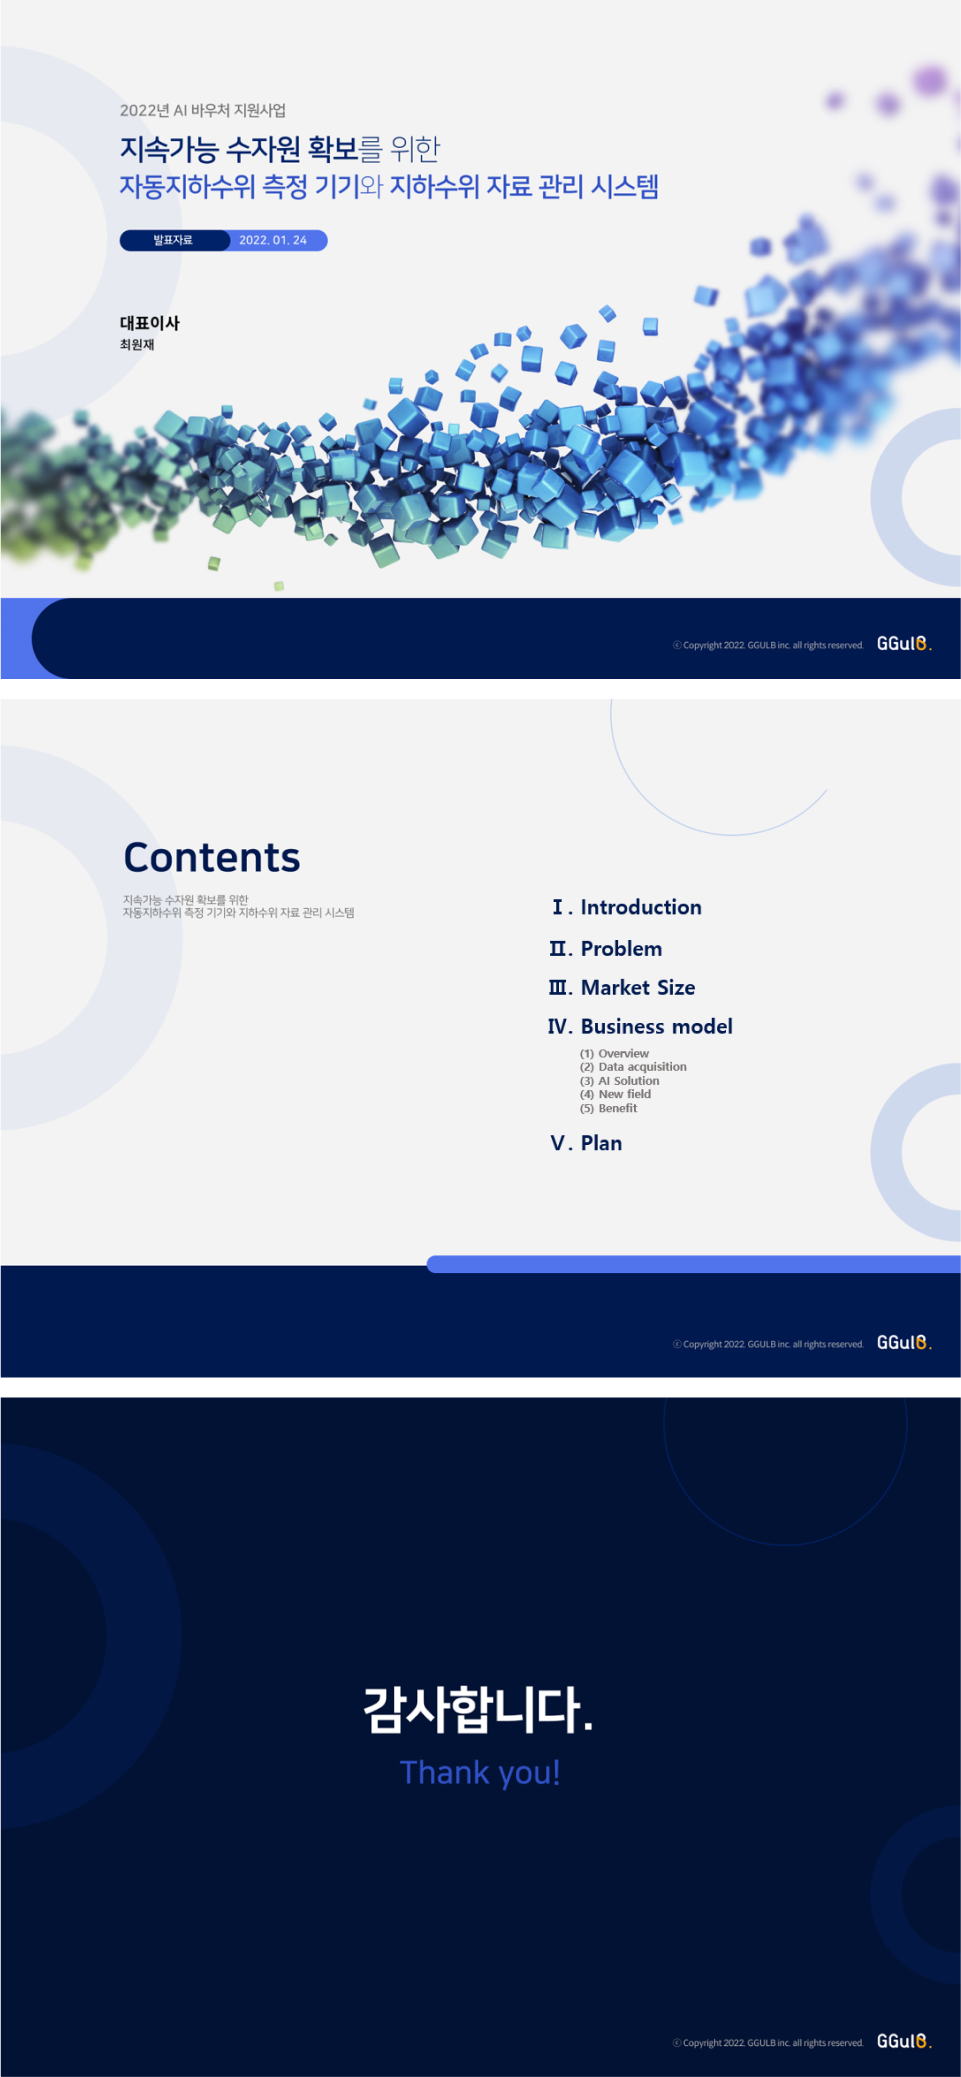 2022년 AI 바우처 지원사업
지속가능 수자원 확보를 위한
자동지하수위 측정 기기와 지하수위 자료 관리 시스템
발표자료 2022. 01. 24
대표이사
최원재
ⓒ Copyright 2022. GGULB inc. all rights reserved. GGulB.
Contents
지속가능 수자원 확보를 위한
자동지하수위 측정 기기와 지하수위 자료 관리 시스템
Ⅰ. Introduction
Ⅱ. Problem
Ⅲ. Market Size
Ⅳ. Business model
(1) Overview
(2) Data acquisition
(3) AI Solution
(4) New field
(5) Benefit
Ⅴ. Plan
ⓒ Copyright 2022. GGULB inc. all rights reserved. GGulB.
감사합니다.
Thank you!
ⓒ Copyright 2022. GGULB inc. all rights reserved. GGulB.